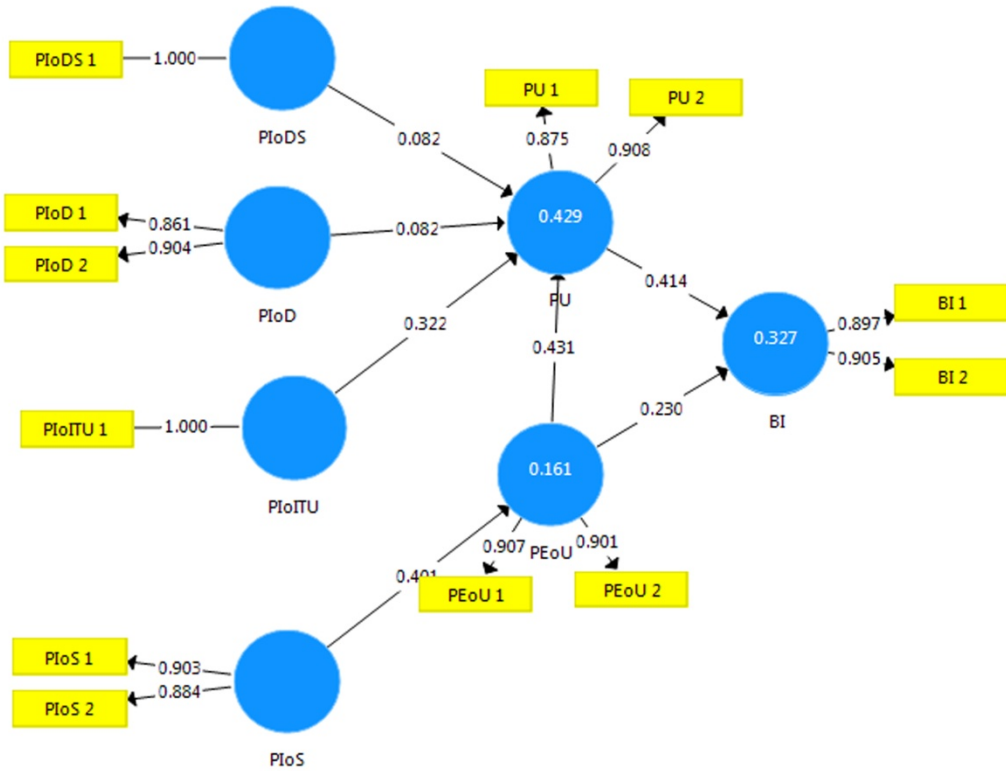 PIoDS 1
1.000
PIoDS
PU 1
PU 2
0.875
0.908
0.082
PIoD 1
PIoD 2
0.861
0.904
PIoD
0.082
0.429
PU
0.414
0.322
0.431
BI 1
BI 2
0.897
0.905
0.327
BI
PIoITU 1
1.000
PIoITU
0.230
0.161
PEoU
0.907
0.901
PEoU 1
PEoU 2
0.401
PIoS 1
PIoS 2
0.903
0.884
PIoS